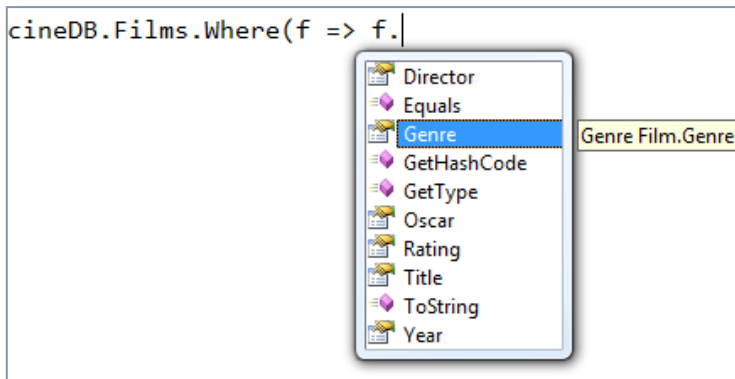 cineDB.Films.Where(f => f.
Director
Equals
Genre
Genre Film.Genre
GetHashCode
GetType
Oscar
Rating
Title
ToString
Year